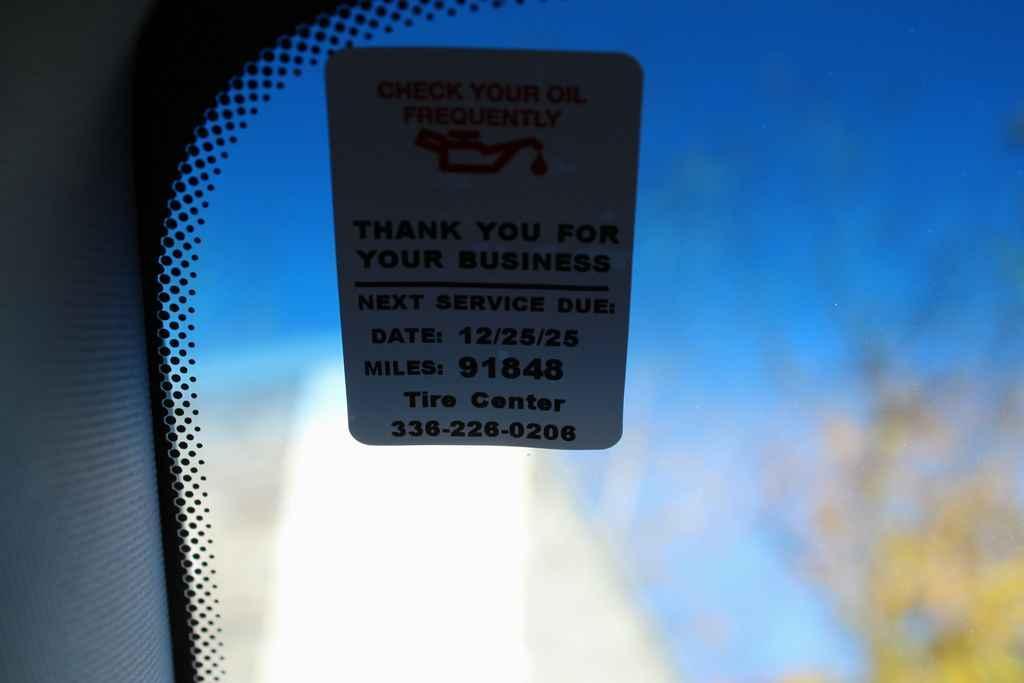 CHECK YOUR OIL
FREQUENTLY
THANK YOU FOR
YOUR BUSINESS
NEXT SERVICE DUE:
DATE: 12/25/25
MILES: 91848
Tire Center
336-226-0206